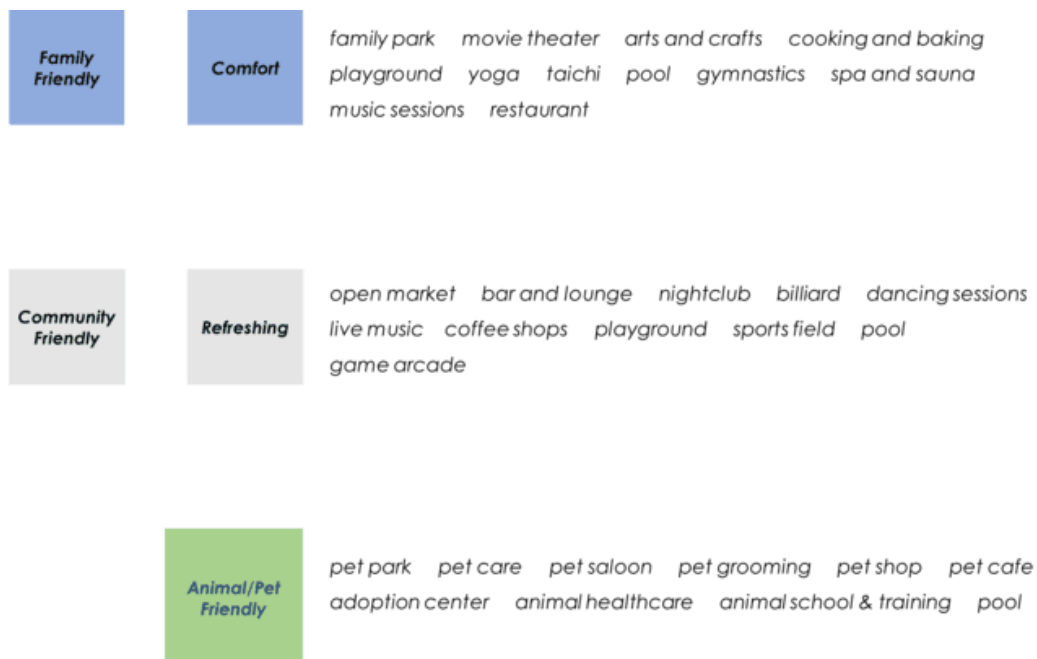 Family
Friendly
Comfort
family park movie theater arts and crafts cooking and baking
playground yoga taichi pool gymnastics spa and sauna
music sessions restaurant
Community
Friendly
Refreshing
open market bar and lounge nightclub billiard dancing sessions
live music coffee shops playground sports field pool
game arcade
Animal/Pet
Friendly
pet park pet care pet saloon pet grooming pet shop pet cafe
adoption center animal healthcare animal school & training pool